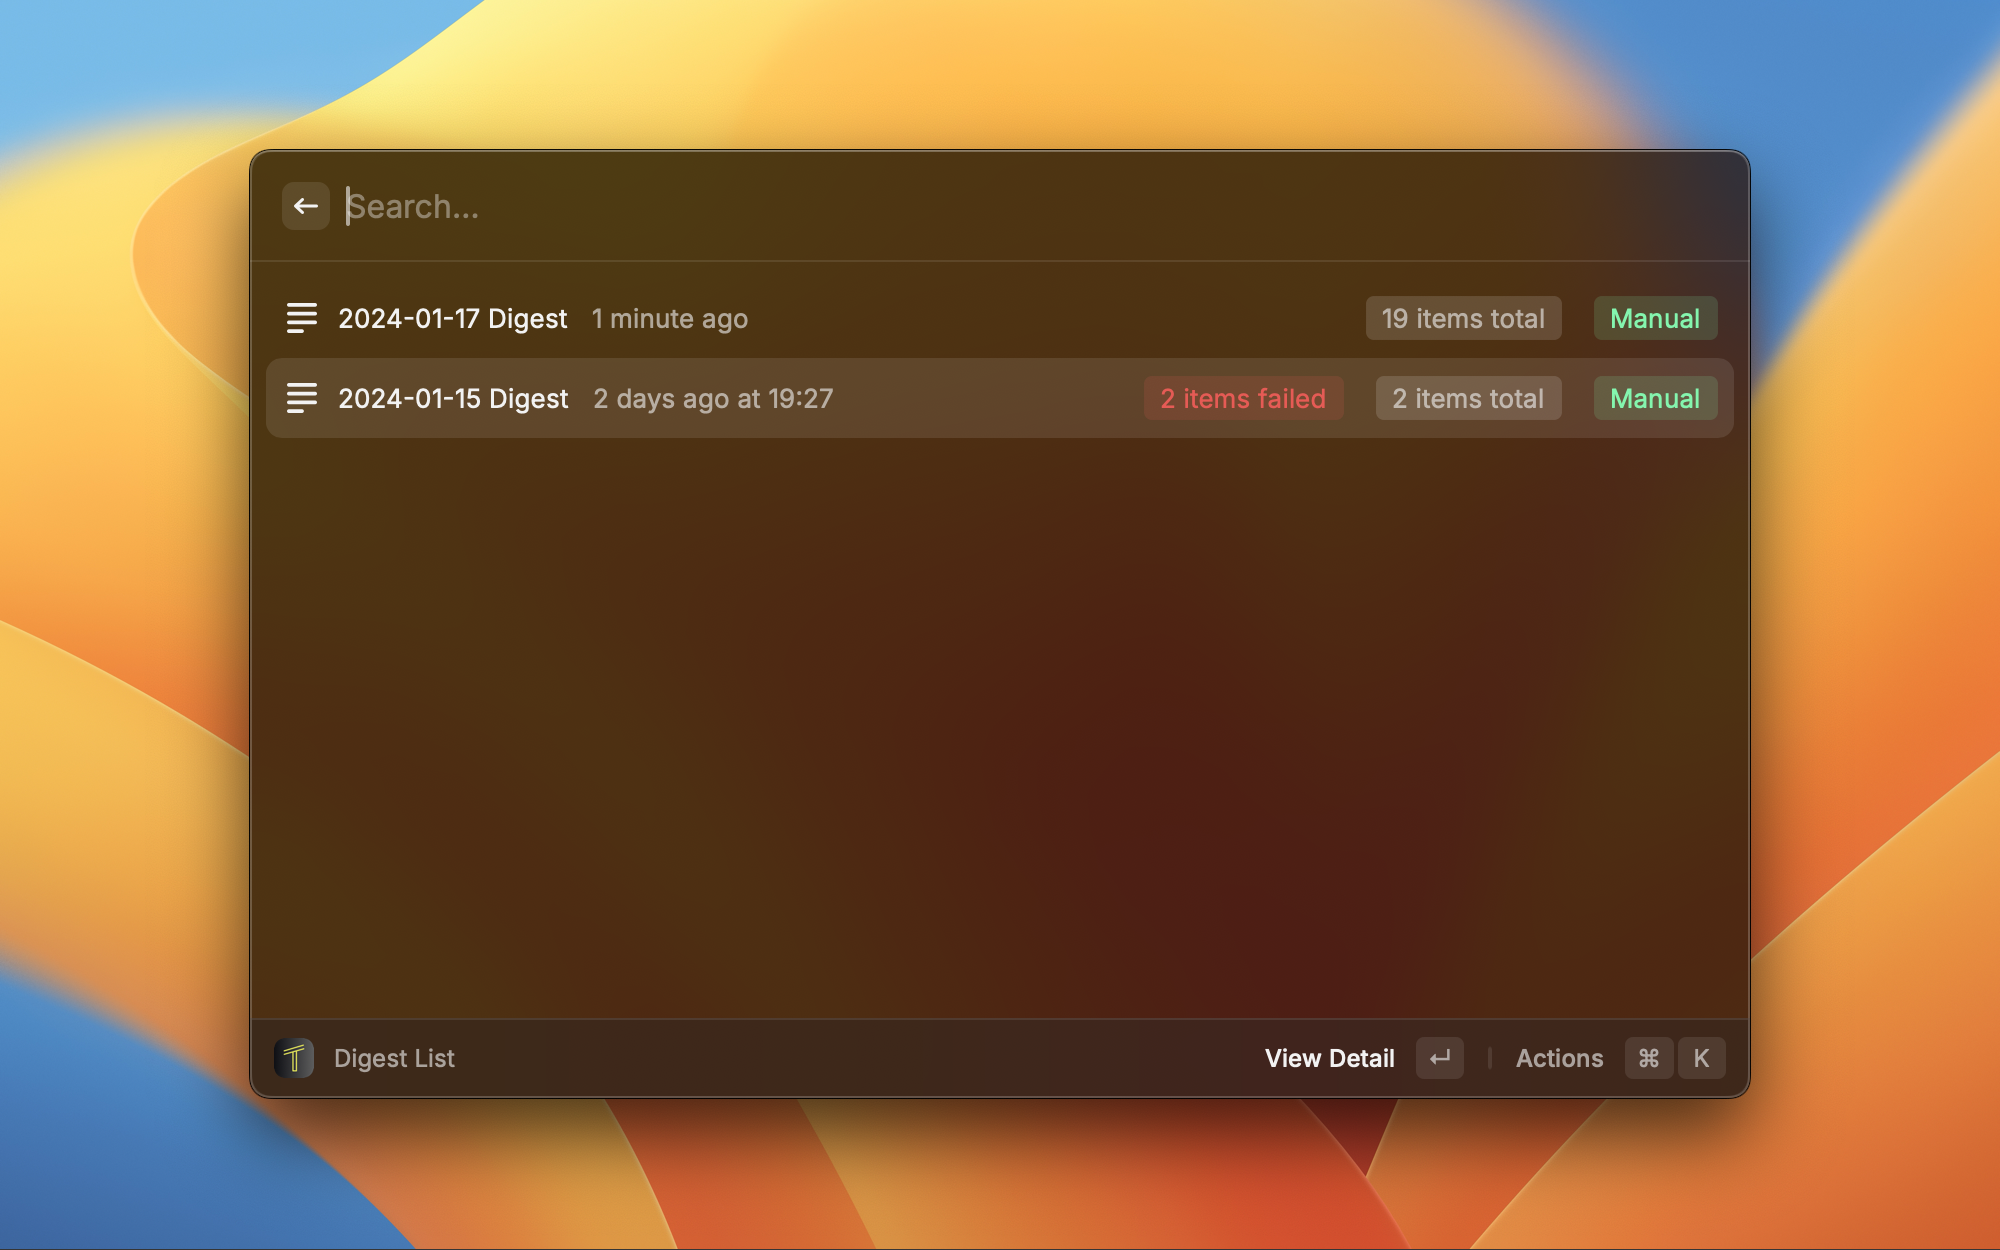 Search...
2024-01-17 Digest 1 minute ago 19 items total Manual
2024-01-15 Digest 2 days ago at 19:27 2 items failed 2 items total Manual
Digest List View Detail ↵ Actions ⌘ K